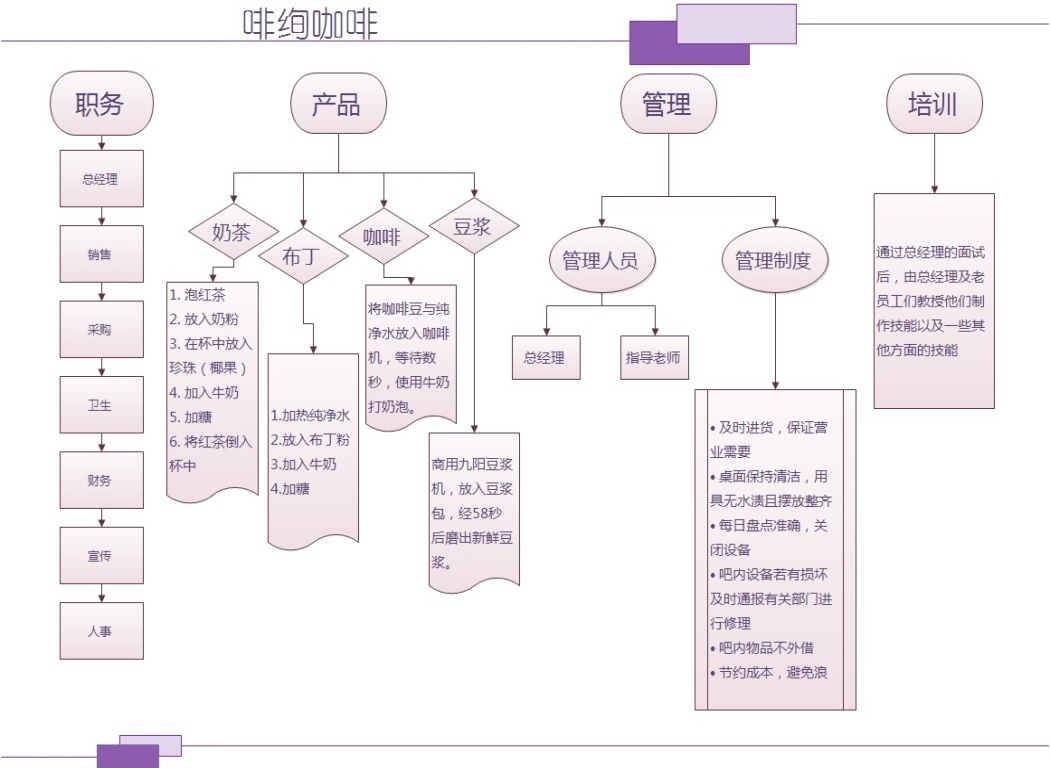 啡绚咖啡
职务
总经理
销售
采购
卫生
财务
宣传
人事
产品
奶茶
1. 泡红茶
2. 放入奶粉
3. 在杯中放入
珍珠（椰果）
4. 加入牛奶
5. 加糖
6. 将红茶倒入
杯中
布丁
1.加热纯净水
2.放入布丁粉
3.加入牛奶
4.加糖
咖啡
将咖啡豆与纯
净水放入咖啡
机，等待数
秒，使用牛奶
打奶泡。
豆浆
商用九阳豆浆
机，放入豆浆
包，经58秒
后磨出新鲜豆
浆。
管理
管理人员
总经理
指导老师
管理制度
• 及时进货，保证营
业需要
• 桌面保持清洁，用
具无水渍且摆放整齐
• 每日盘点准确，关
闭设备
• 吧内设备若有损坏
及时通报有关部门进
行修理
• 吧内物品不外借
• 节约成本，避免浪
培训
通过总经理的面试
后，由总经理及老
员工们教授他们制
作技能以及一些其
他方面的技能